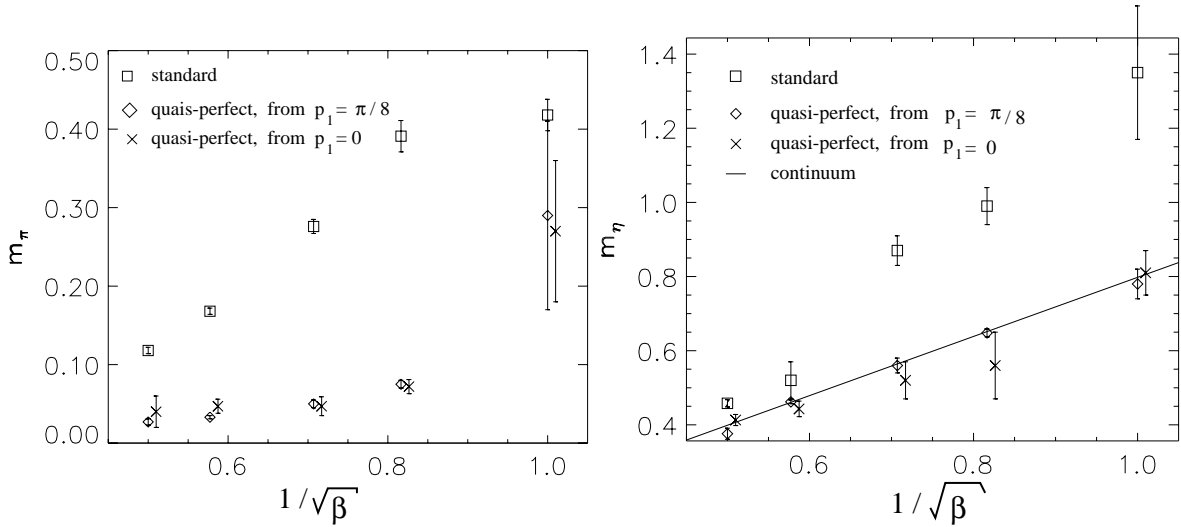 0.50
0.40
0.30
0.20
0.10
0.00
m_π
□ standard
◇ quais-perfect, from p_1 = π/8
× quasi-perfect, from p_1 = 0
0.6 0.8 1.0
1/√β
1.4
1.2
1.0
0.8
0.6
0.4
m_η
□ standard
◇ quasi-perfect, from p_1 = π/8
× quasi-perfect, from p_1 = 0
— continuum
0.6 0.8 1.0
1/√β